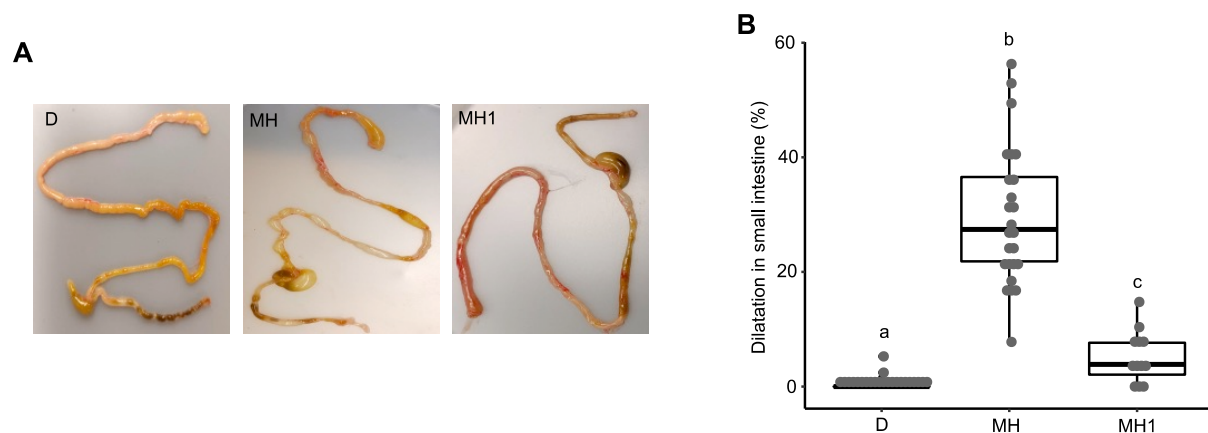 A
D
MH
MH1
B
Dilatation in small intestine (%)
60
40
20
0
a
b
c
D
MH
MH1